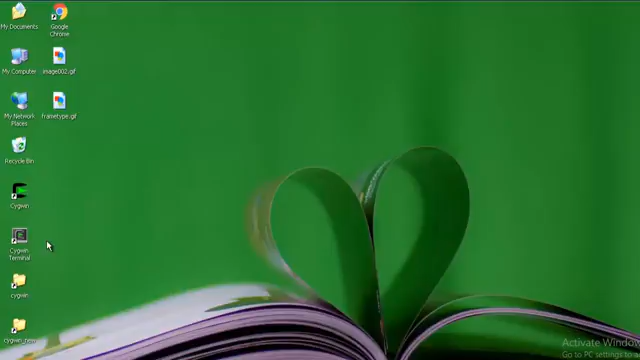 My Documents
Google
Chrome
My Computer
image002.gif
My Network
Places
frametype.gif
Recycle Bin
Cygwin
Cygwin
Terminal
cygwin
cygwin_new
Activate Window
Go to PC settings to